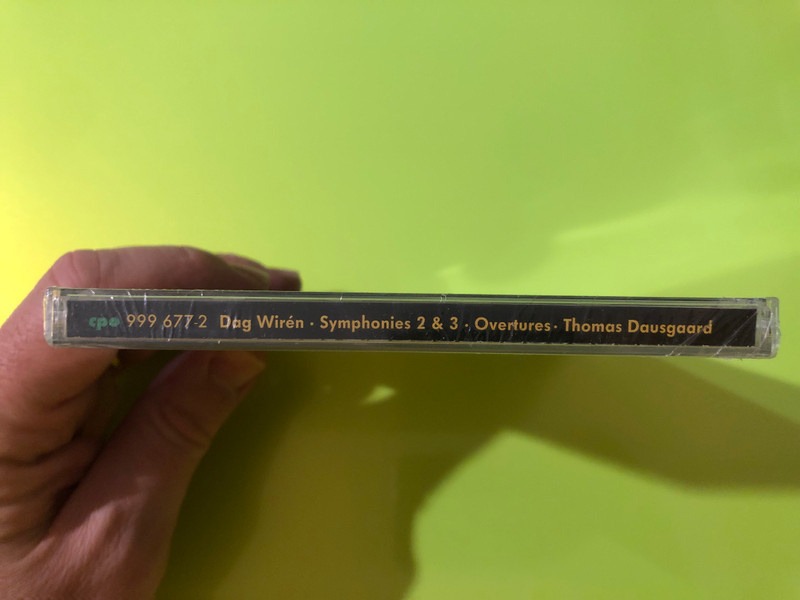 cpo 999 677-2 Dag Wirén · Symphonies 2 & 3 · Overtures · Thomas Dausgaard